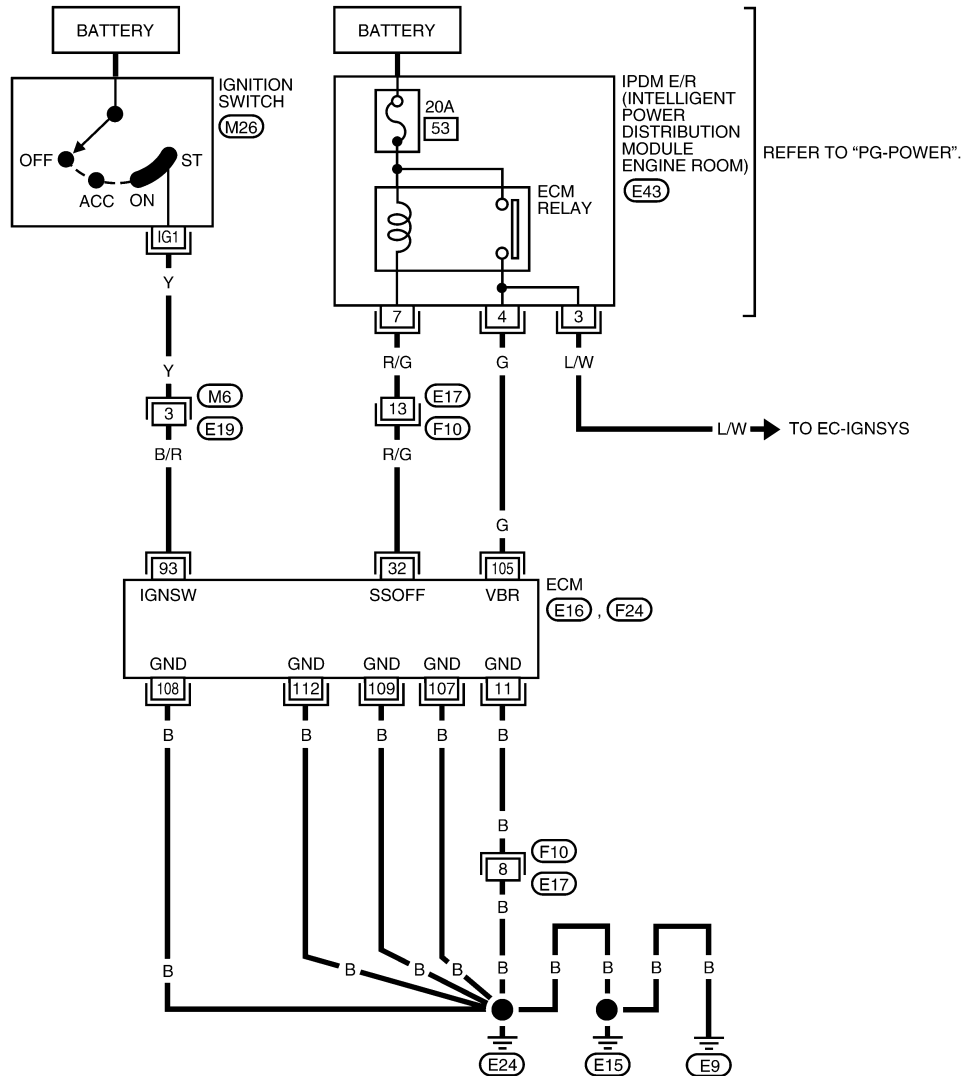 BATTERY
BATTERY
IGNITION
SWITCH
M26
OFF
ACC
ON
ST
IG1
20A
53
ECM
RELAY
IPDM E/R
(INTELLIGENT
POWER
DISTRIBUTION
MODULE
ENGINE ROOM)
E43
REFER TO “PG-POWER”.
7
4
3
Y
R/G
G
L/W
Y
3
M6
E19
B/R
13
E17
F10
R/G
L/W
TO EC-IGNSYS
G
93
32
105
IGNSW
SSOFF
VBR
ECM
E16 , F24
GND
GND
GND
GND
GND
108
112
109
107
11
B
B
B
B
B
B
8
F10
E17
B
B
B
B
B
B
B
B
B
B
E24
E15
E9